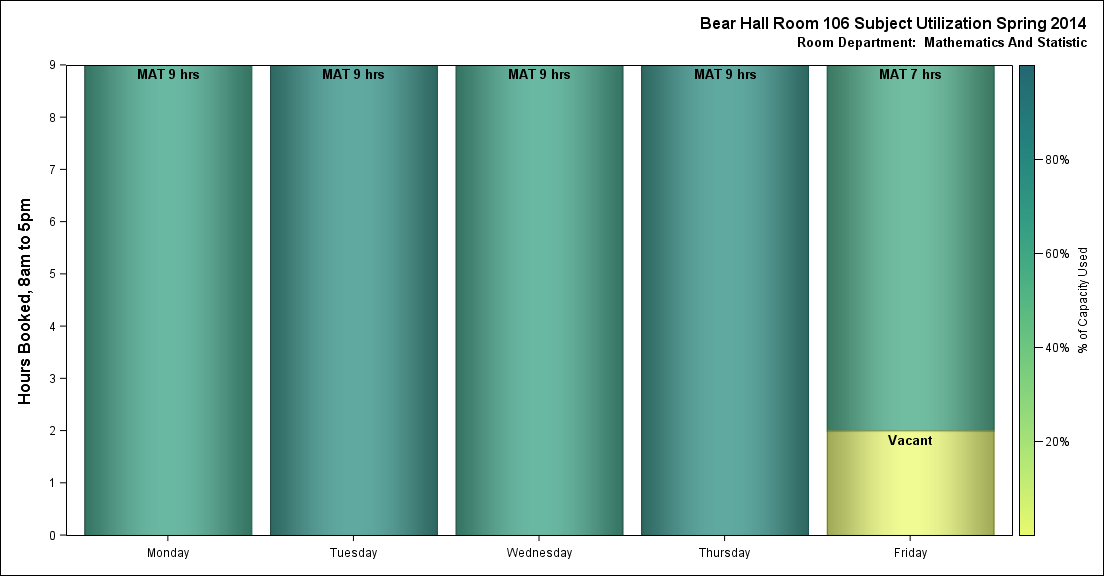 Bear Hall Room 106 Subject Utilization Spring 2014
Room Department:  Mathematics And Statistic
Hours Booked, 8am to 5pm
9
8
7
6
5
4
3
2
1
0
MAT 9 hrs
MAT 9 hrs
MAT 9 hrs
MAT 9 hrs
MAT 7 hrs
Vacant
Monday
Tuesday
Wednesday
Thursday
Friday
80%
60%
40%
20%
% of Capacity Used